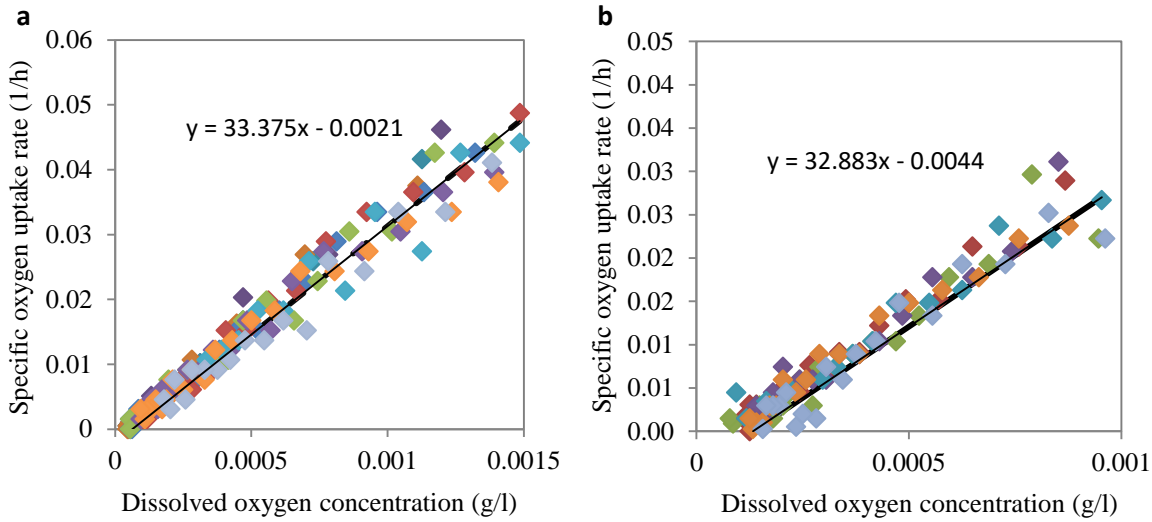 a
Specific oxygen uptake rate (1/h)
0.06
0.05
0.04
0.03
0.02
0.01
0
y = 33.375x - 0.0021
0 0.0005 0.001 0.0015
Dissolved oxygen concentration (g/l)
b
Specific oxygen uptake rate (1/h)
0.05
0.04
0.04
0.03
0.03
0.02
0.02
0.01
0.01
0.00
y = 32.883x - 0.0044
0 0.0005 0.001
Dissolved oxygen concentration (g/l)